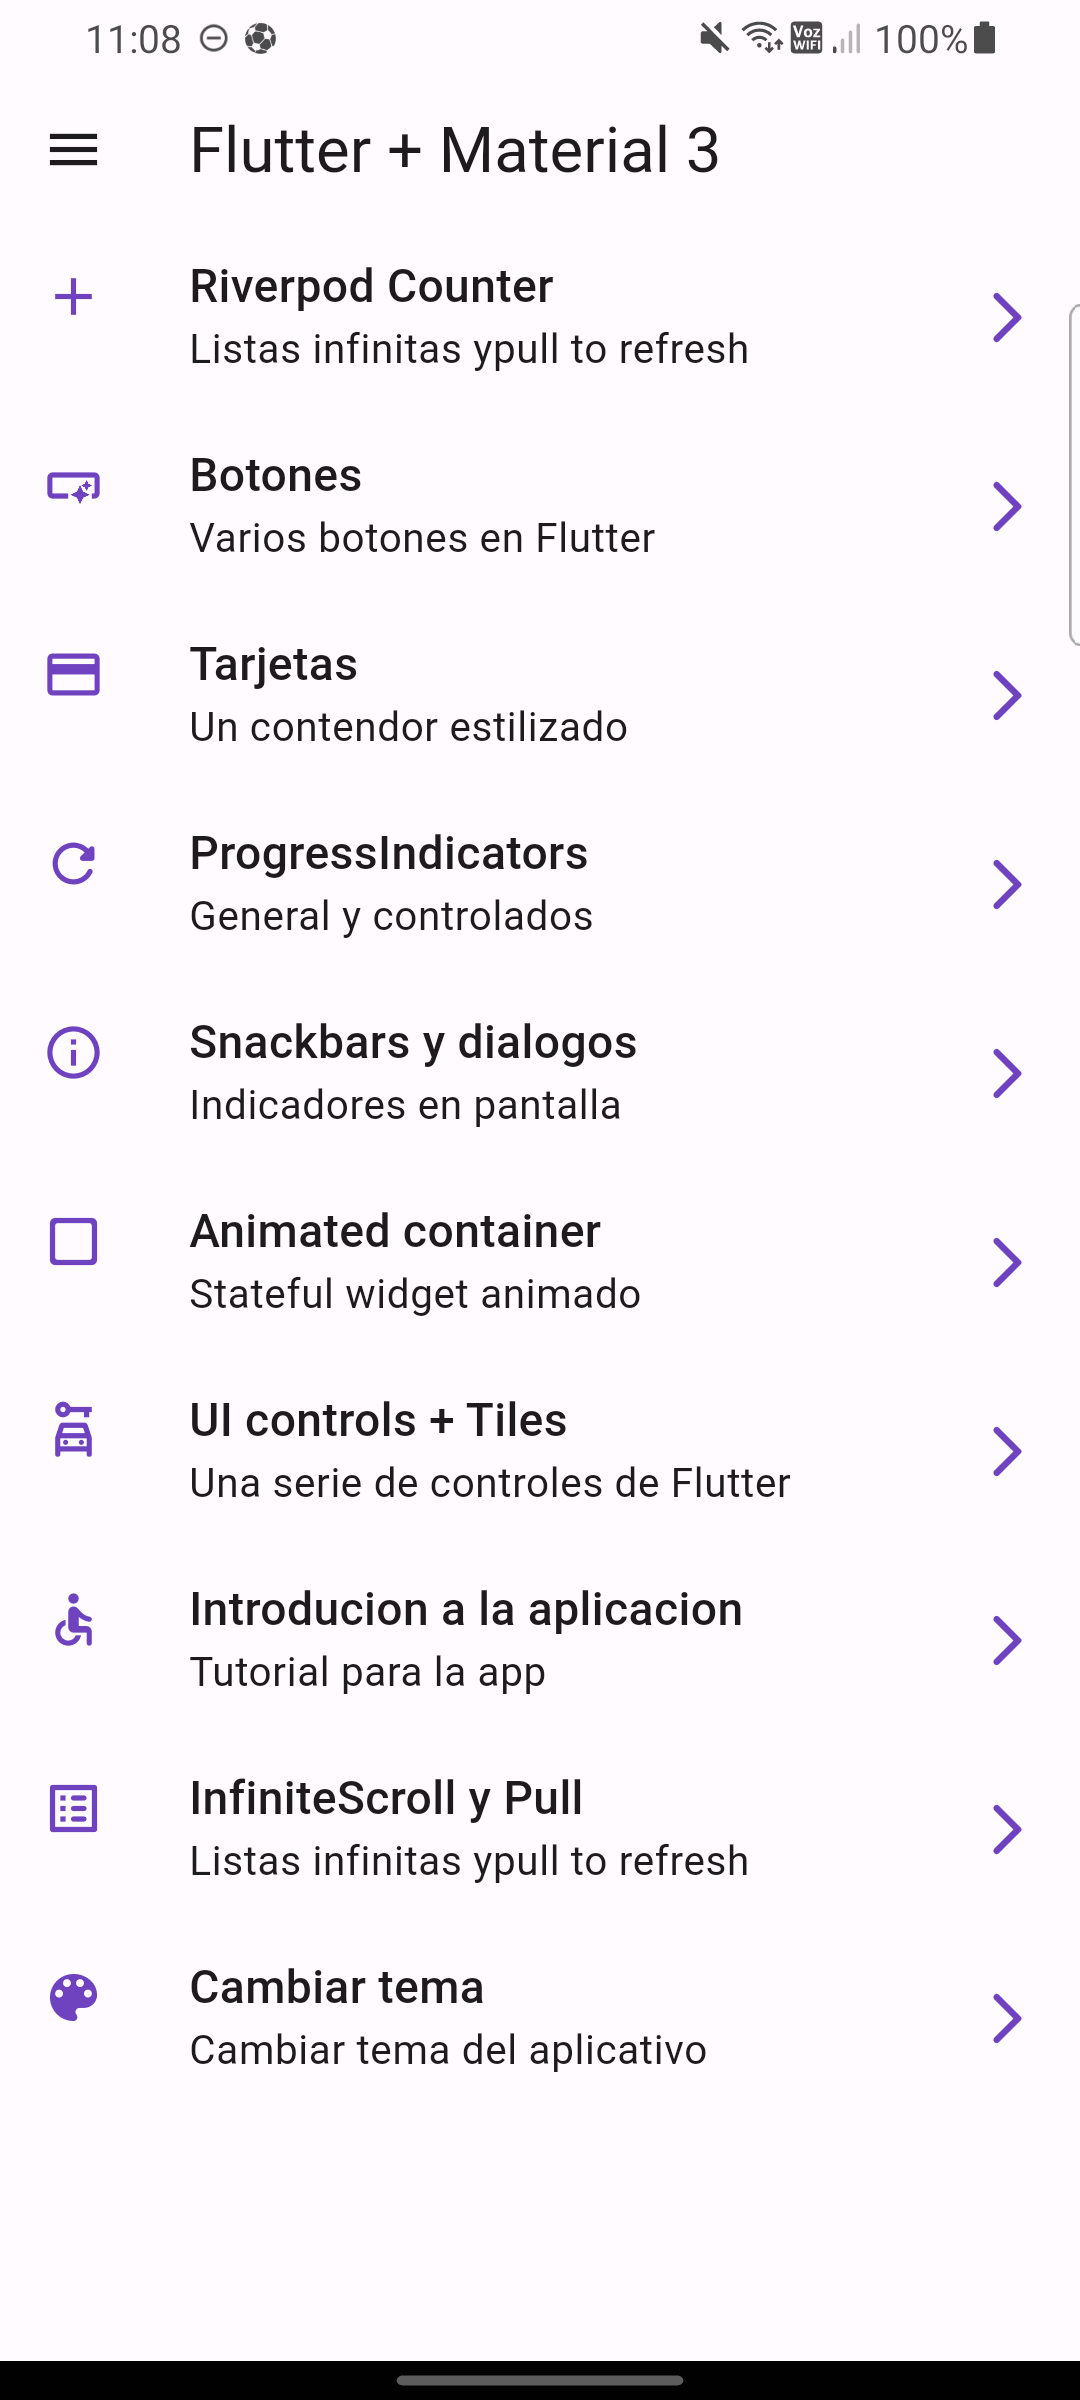 11:08
Voz
WIFI
100%
Flutter + Material 3
Riverpod Counter
Listas infinitas ypull to refresh
Botones
Varios botones en Flutter
Tarjetas
Un contendor estilizado
ProgressIndicators
General y controlados
Snackbars y dialogos
Indicadores en pantalla
Animated container
Stateful widget animado
UI controls + Tiles
Una serie de controles de Flutter
Introducion a la aplicacion
Tutorial para la app
InfiniteScroll y Pull
Listas infinitas ypull to refresh
Cambiar tema
Cambiar tema del aplicativo